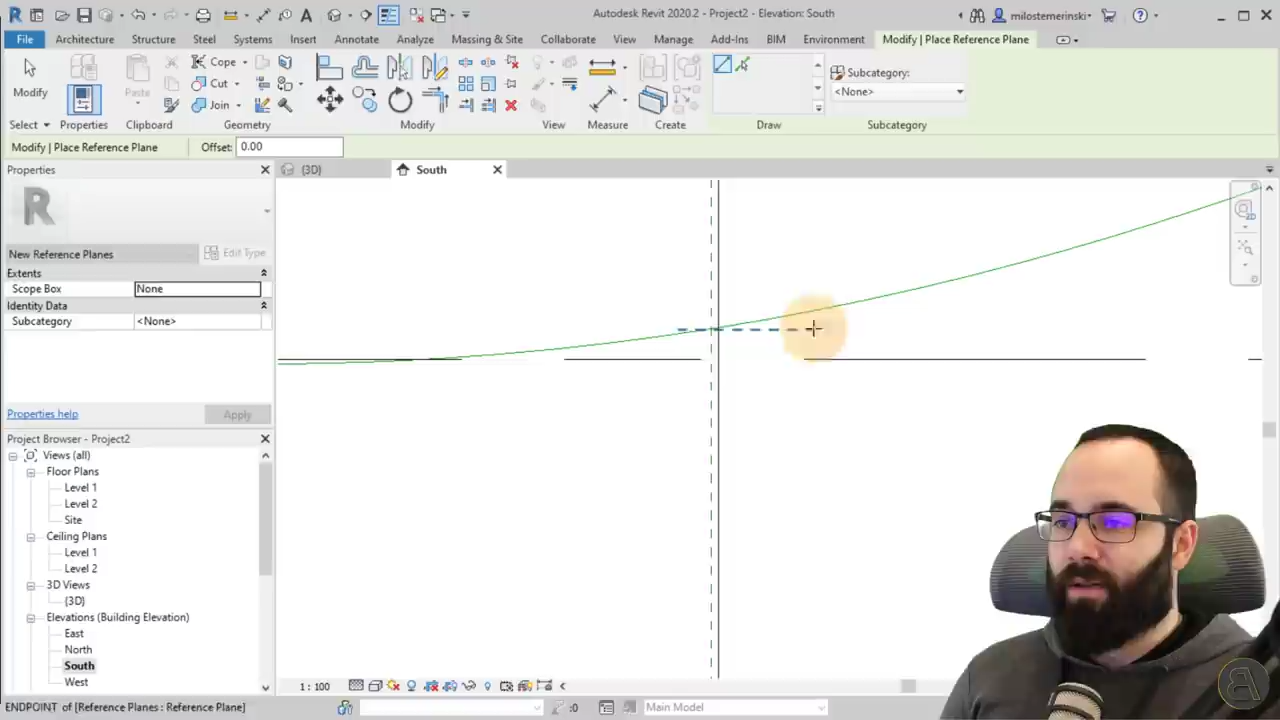 Autodesk Revit 2020.2 - Project2 - Elevation: South
milostemerinski
File Architecture Structure Steel Systems Insert Annotate Analyze Massing & Site Collaborate View Manage Add-Ins BIM Environment Modify | Place Reference Plane
Modify
Paste
Cope
Cut
Join
Subcategory:
<None>
Select Properties Clipboard Geometry Modify View Measure Create Draw Subcategory
Modify | Place Reference Plane Offset: 0.00
Properties
(3D) South
R
New Reference Planes Edit Type
Extents
Scope Box None
Identity Data
Subcategory <None>
Properties help Apply
Project Browser - Project2
Views (all)
Floor Plans
Level 1
Level 2
Site
Ceiling Plans
Level 1
Level 2
3D Views
(3D)
Elevations (Building Elevation)
East
North
South
West
1 : 100
ENDPOINT of [Reference Planes : Reference Plane] :0 Main Model